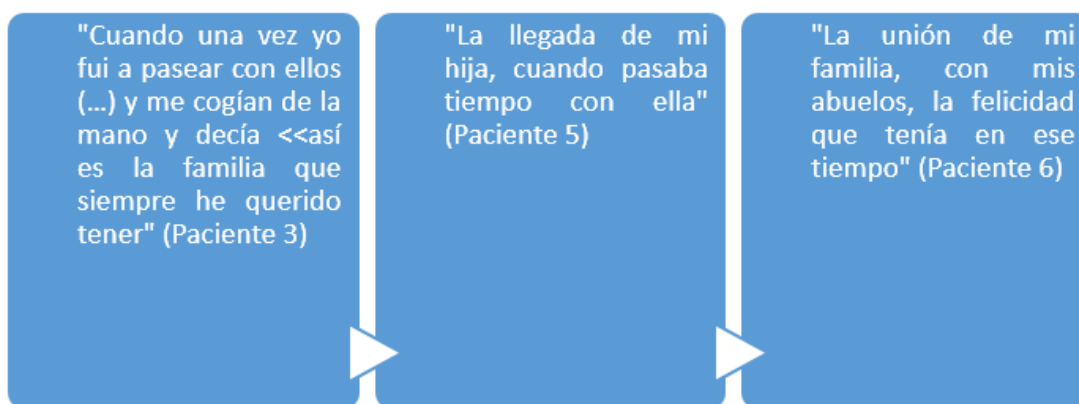 "Cuando una vez yo
fui a pasear con ellos
(...) y me cogían de la
mano y decía <<así
es la familia que
siempre he querido
tener" (Paciente 3)
"La llegada de mi
hija, cuando pasaba
tiempo con ella"
(Paciente 5)
"La unión de mi
familia, con mis
abuelos, la felicidad
que tenía en ese
tiempo" (Paciente 6)